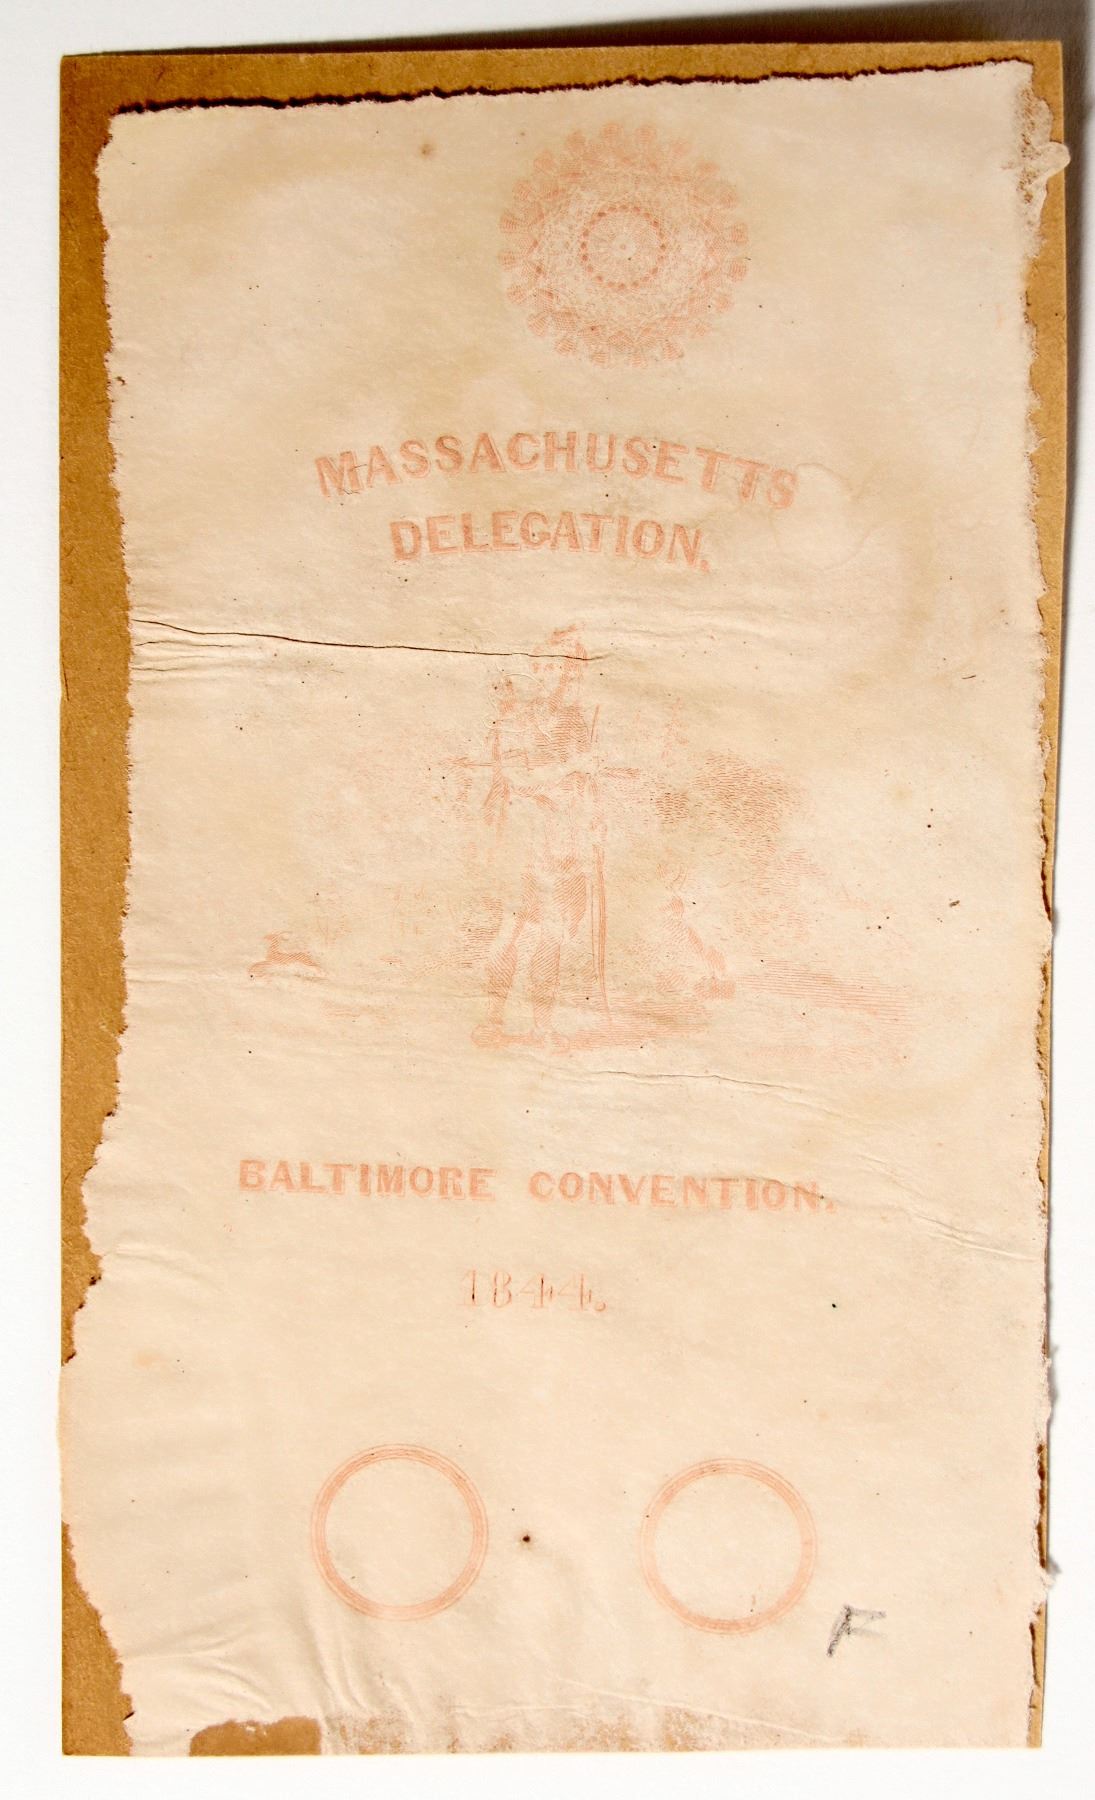 MASSACHUSETTS
DELEGATION.
BALTIMORE CONVENTION.
1844.
F